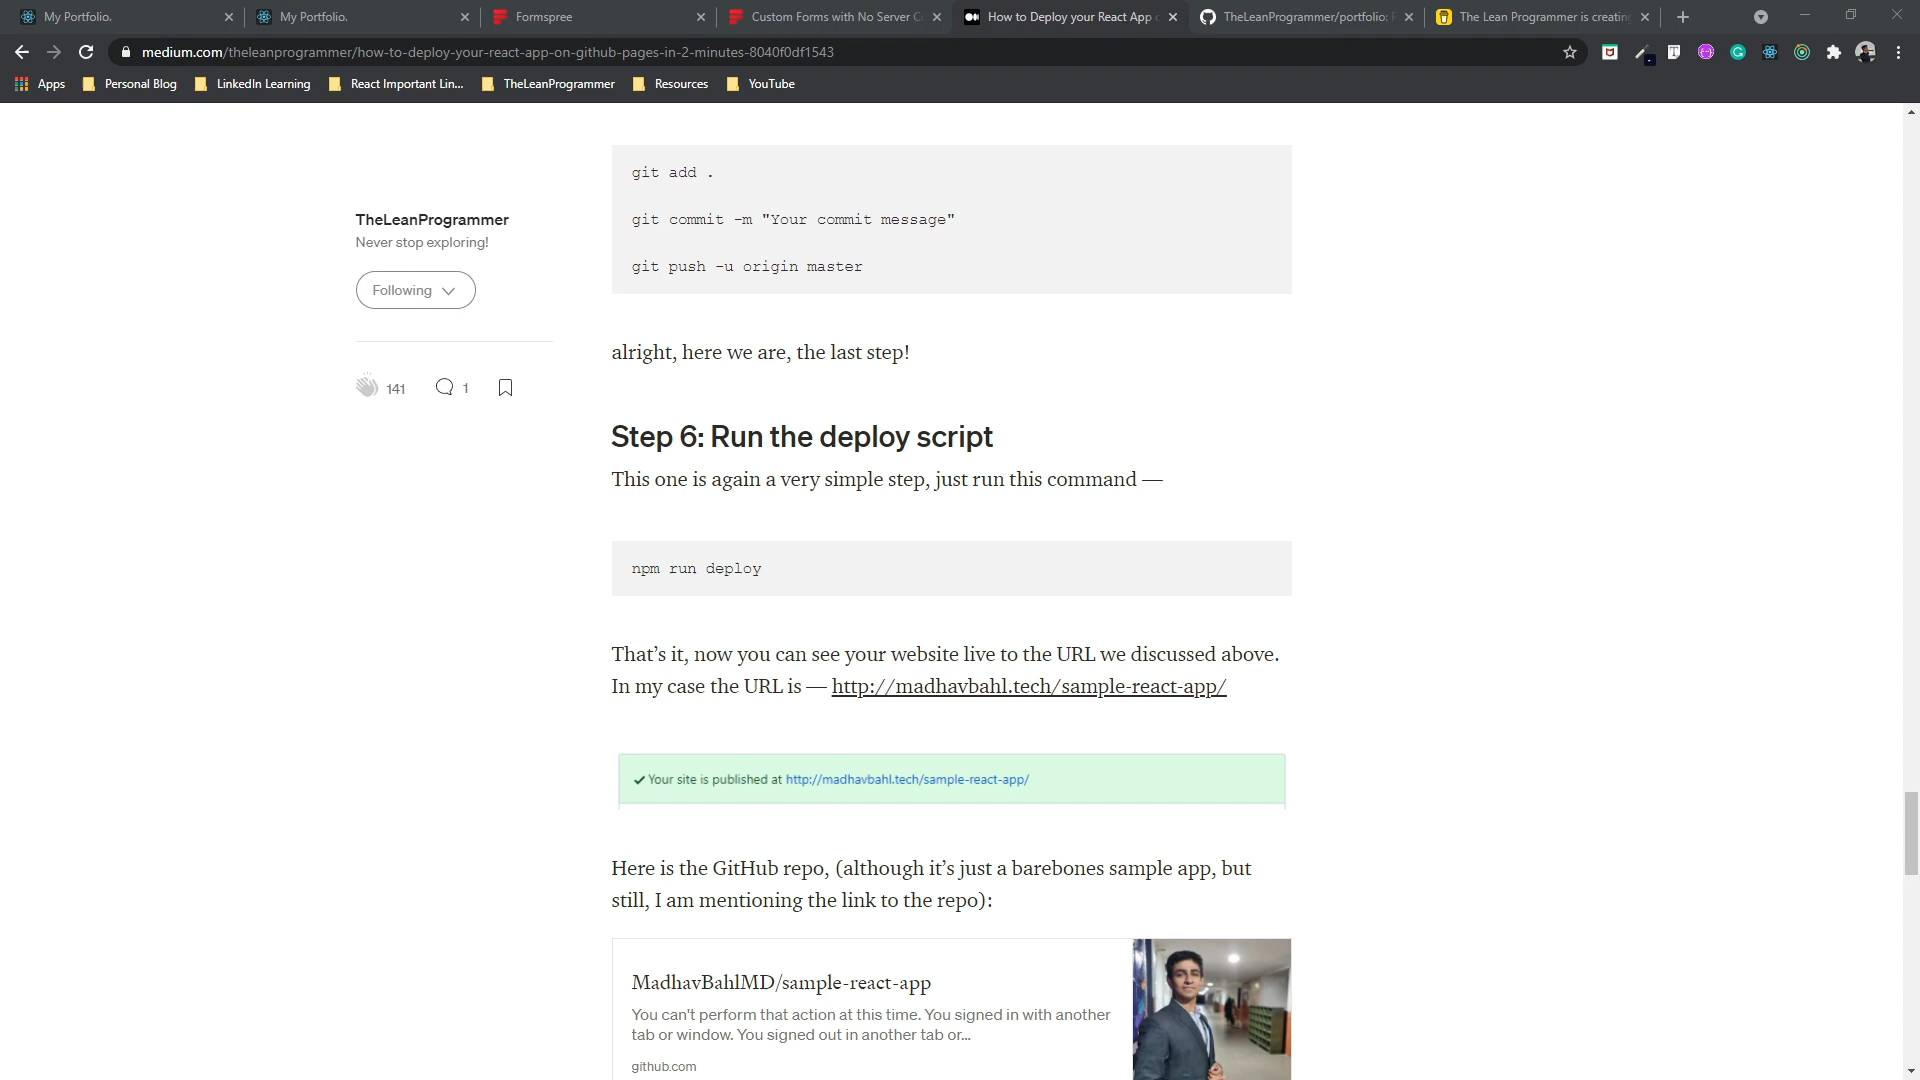 My Portfolio.
My Portfolio.
Formspree
Custom Forms with No Server C
How to Deploy your React App o
TheLeanProgrammer/portfolio:
The Lean Programmer is creatin
medium.com/theleanprogrammer/how-to-deploy-your-react-app-on-github-pages-in-2-minutes-8040f0df1543
Apps
Personal Blog
LinkedIn Learning
React Important Lin...
TheLeanProgrammer
Resources
YouTube
git add .
git commit -m "Your commit message"
git push -u origin master
TheLeanProgrammer
Never stop exploring!
Following
141
1
alright, here we are, the last step!
Step 6: Run the deploy script
This one is again a very simple step, just run this command —
npm run deploy
That’s it, now you can see your website live to the URL we discussed above.
In my case the URL is — http://madhavbahl.tech/sample-react-app/
✔ Your site is published at http://madhavbahl.tech/sample-react-app/
Here is the GitHub repo, (although it’s just a barebones sample app, but
still, I am mentioning the link to the repo):
MadhavBahlMD/sample-react-app
You can't perform that action at this time. You signed in with another
tab or window. You signed out in another tab or...
github.com